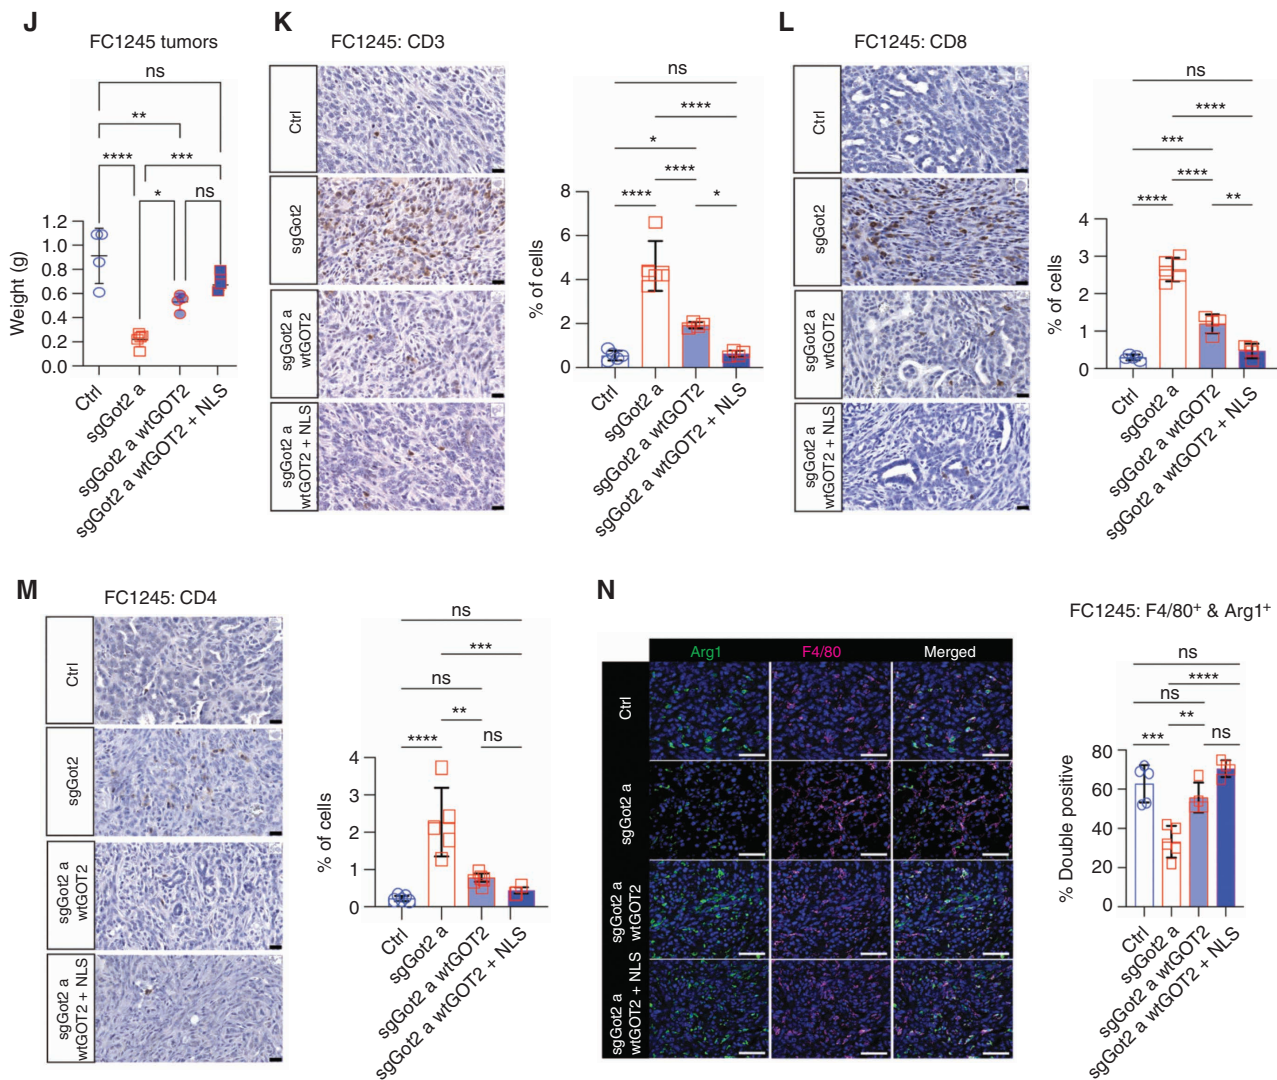 J
FC1245 tumors
ns
**
****
***
*
ns
Weight (g)
1.2
1.0
0.8
0.6
0.4
0.2
0.0
Ctrl
sgGot2 a
sgGot2 a wtGOT2
sgGot2 a wtGOT2 + NLS
K
FC1245: CD3
Ctrl
sgGot2
sgGot2 a
wtGOT2
sgGot2 a
wtGOT2 + NLS
ns
****
*
****
****
*
% of cells
8
6
4
2
0
Ctrl
sgGot2 a
sgGot2 a wtGOT2
sgGot2 a wtGOT2 + NLS
L
FC1245: CD8
Ctrl
sgGot2
sgGot2 a
wtGOT2
sgGot2 a
wtGOT2 + NLS
ns
****
***
****
****
**
% of cells
4
3
2
1
0
Ctrl
sgGot2 a
sgGot2 a wtGOT2
sgGot2 a wtGOT2 + NLS
M
FC1245: CD4
Ctrl
sgGot2
sgGot2 a
wtGOT2
sgGot2 a
wtGOT2 + NLS
ns
***
ns
**
****
ns
% of cells
4
3
2
1
0
Ctrl
sgGot2 a
sgGot2 a wtGOT2
sgGot2 a wtGOT2 + NLS
N
Arg1
F4/80
Merged
Ctrl
sgGot2 a
sgGot2 a
wtGOT2
sgGot2 a
wtGOT2 + NLS
FC1245: F4/80⁺ & Arg1⁺
ns
****
ns
**
***
ns
% Double positive
80
60
40
20
0
Ctrl
sgGot2 a
sgGot2 a wtGOT2
sgGot2 a wtGOT2 + NLS